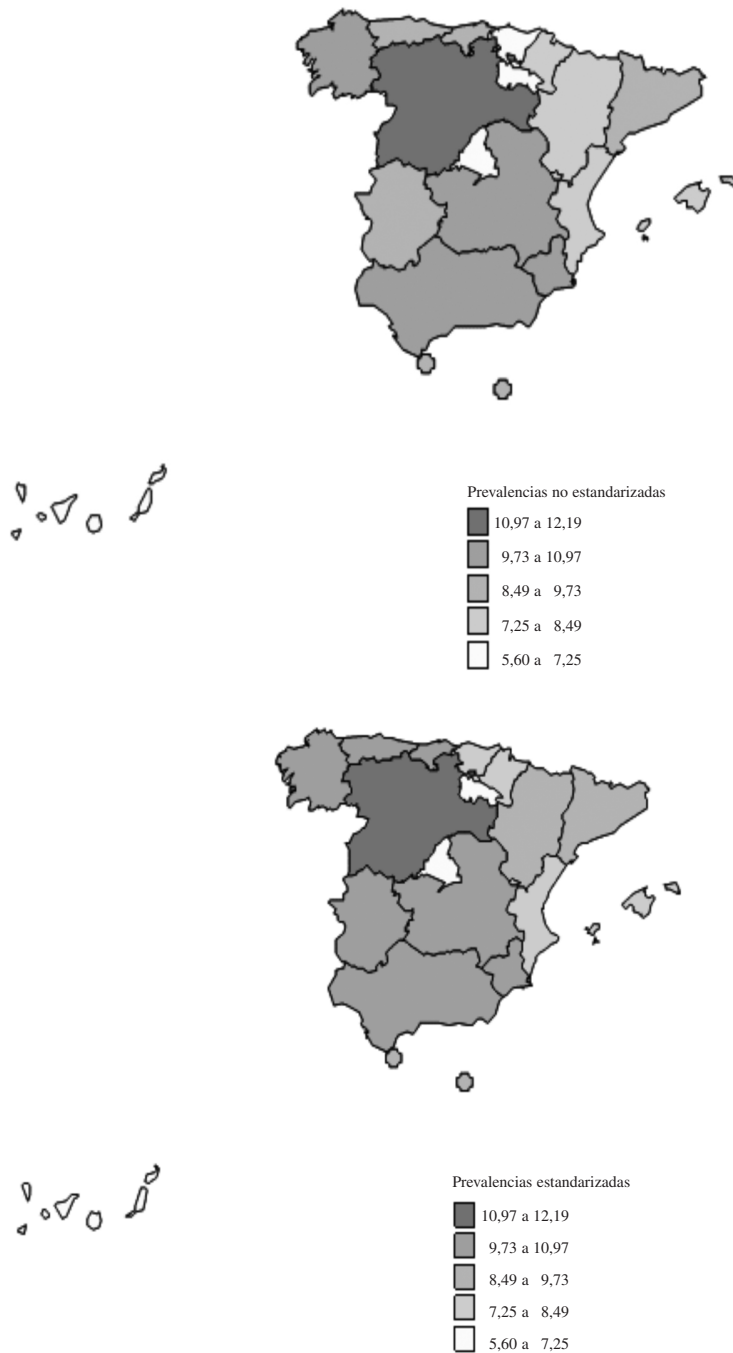 Prevalencias no estandarizadas
10,97 a 12,19
9,73 a 10,97
8,49 a 9,73
7,25 a 8,49
5,60 a 7,25
Prevalencias estandarizadas
10,97 a 12,19
9,73 a 10,97
8,49 a 9,73
7,25 a 8,49
5,60 a 7,25